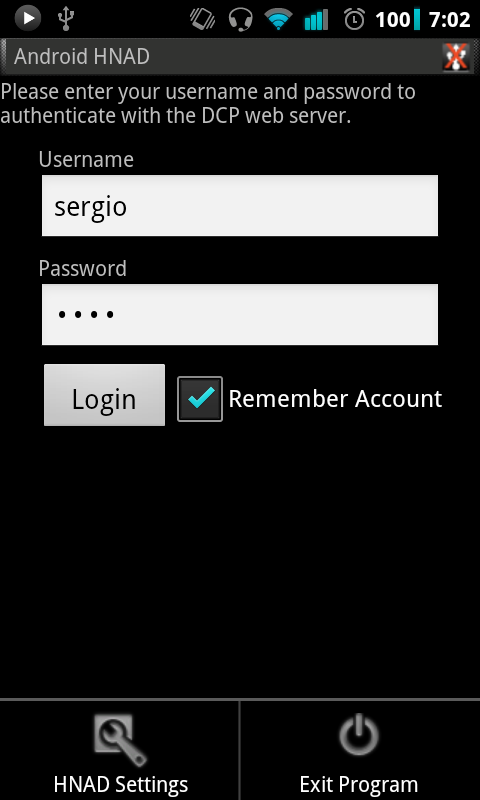 100 7:02
Android HNAD
Please enter your username and password to
authenticate with the DCP web server.
Username
sergio
Password
••••
Login Remember Account
HNAD Settings Exit Program